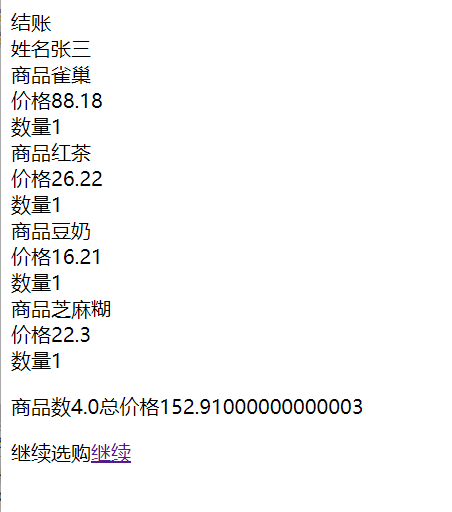 结账
姓名张三
商品雀巢
价格88.18
数量1
商品红茶
价格26.22
数量1
商品豆奶
价格16.21
数量1
商品芝麻糊
价格22.3
数量1
商品数4.0总价格152.91000000000003
继续选购继续